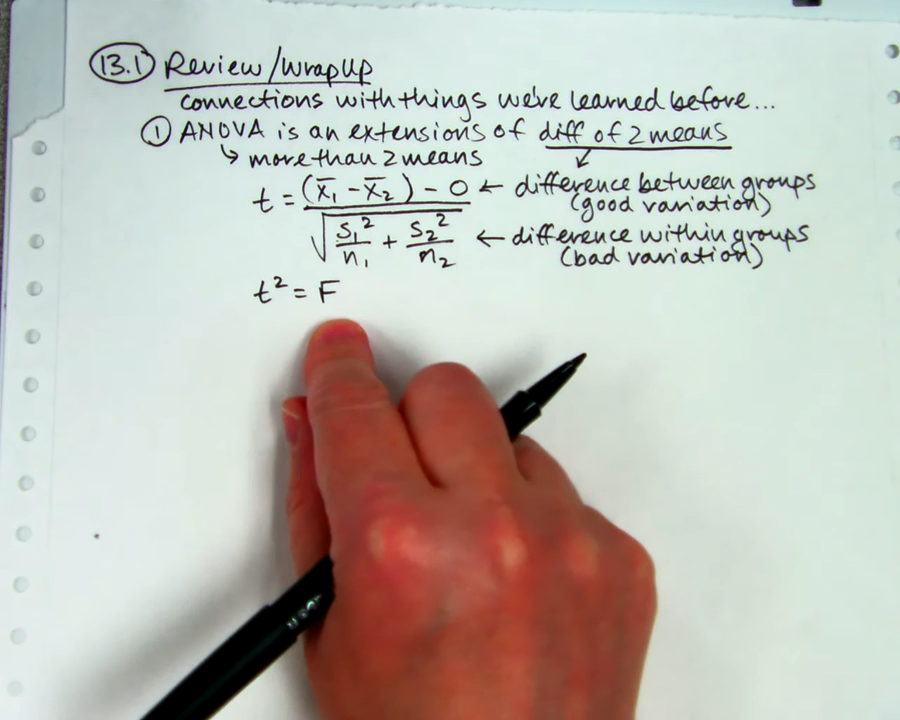 13.1 Review/Wrapup
connections with things we've learned before...
① ANOVA is an extensions of diff of 2 means
↳ more than 2 means
t = (x̄₁ - x̄₂) - 0 ← difference between groups
(good variation)
√(s₁²/n₁ + s₂²/n₂) ← difference within groups
(bad variation)
t² = F